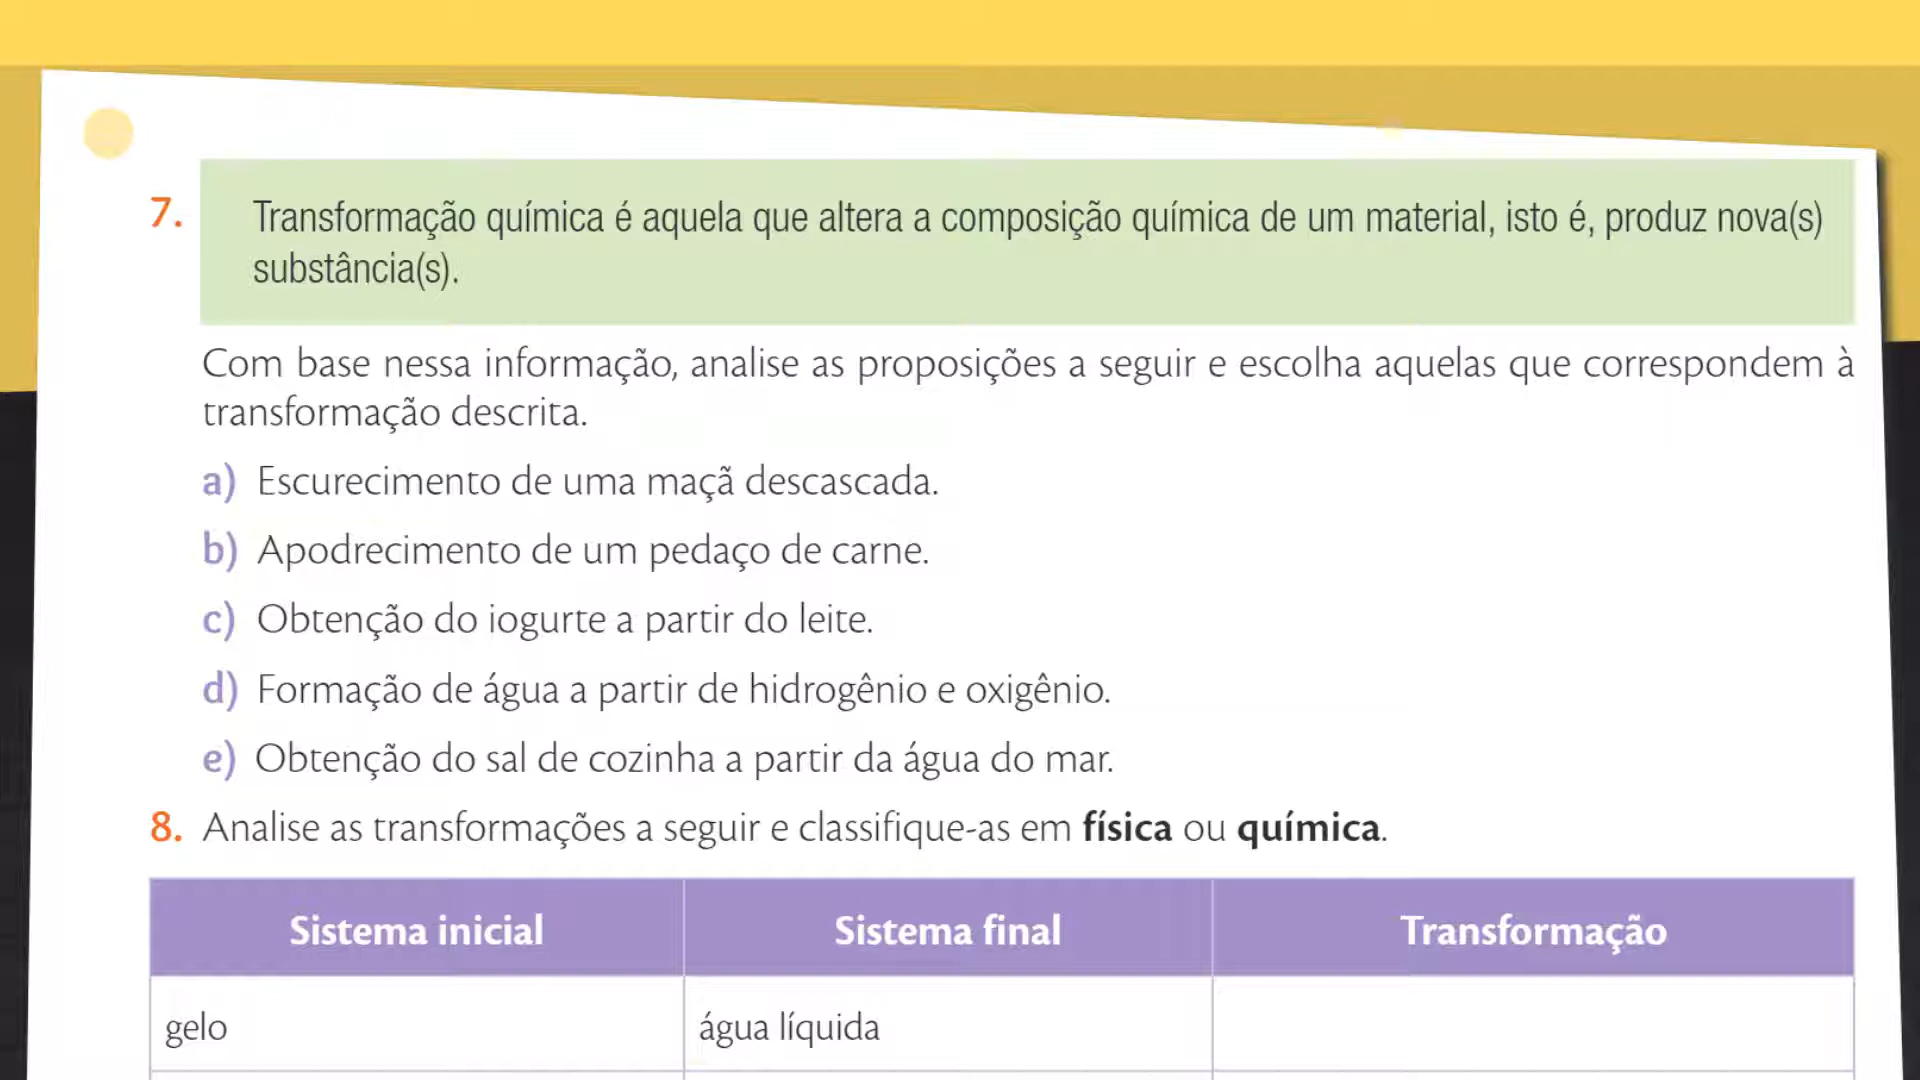 7.
Transformação química é aquela que altera a composição química de um material, isto é, produz nova(s)
substância(s).
Com base nessa informação, analise as proposições a seguir e escolha aquelas que correspondem à
transformação descrita.
a) Escurecimento de uma maçã descascada.
b) Apodrecimento de um pedaço de carne.
c) Obtenção do iogurte a partir do leite.
d) Formação de água a partir de hidrogênio e oxigênio.
e) Obtenção do sal de cozinha a partir da água do mar.
8. Analise as transformações a seguir e classifique-as em física ou química.
Sistema inicial Sistema final Transformação
gelo água líquida